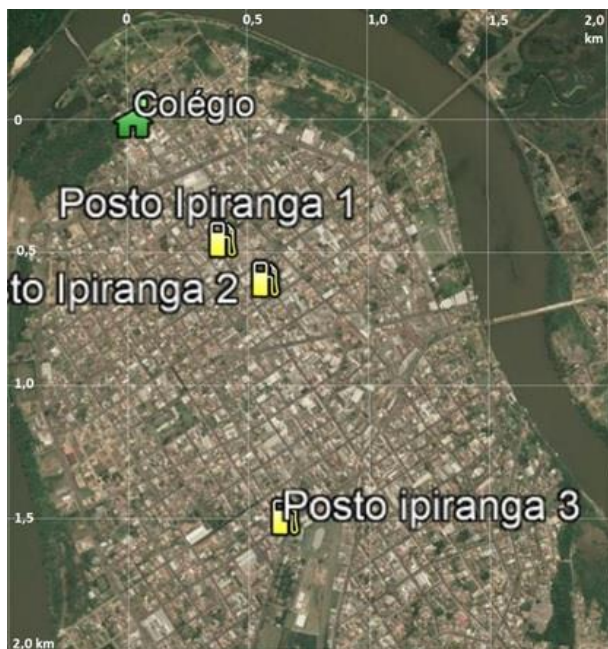 0 0,5 1,0 1,5 2,0
km
Colégio
0
Posto Ipiranga 1
0,5
to Ipiranga 2
1,0
1,5
Posto ipiranga 3
2,0 km